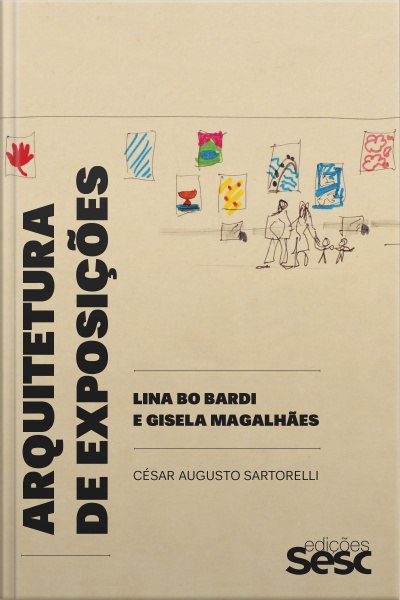 ARQUITETURA
DE EXPOSIÇÕES
LINA BO BARDI
E GISELA MAGALHÃES
CÉSAR AUGUSTO SARTORELLI
edições
Sesc